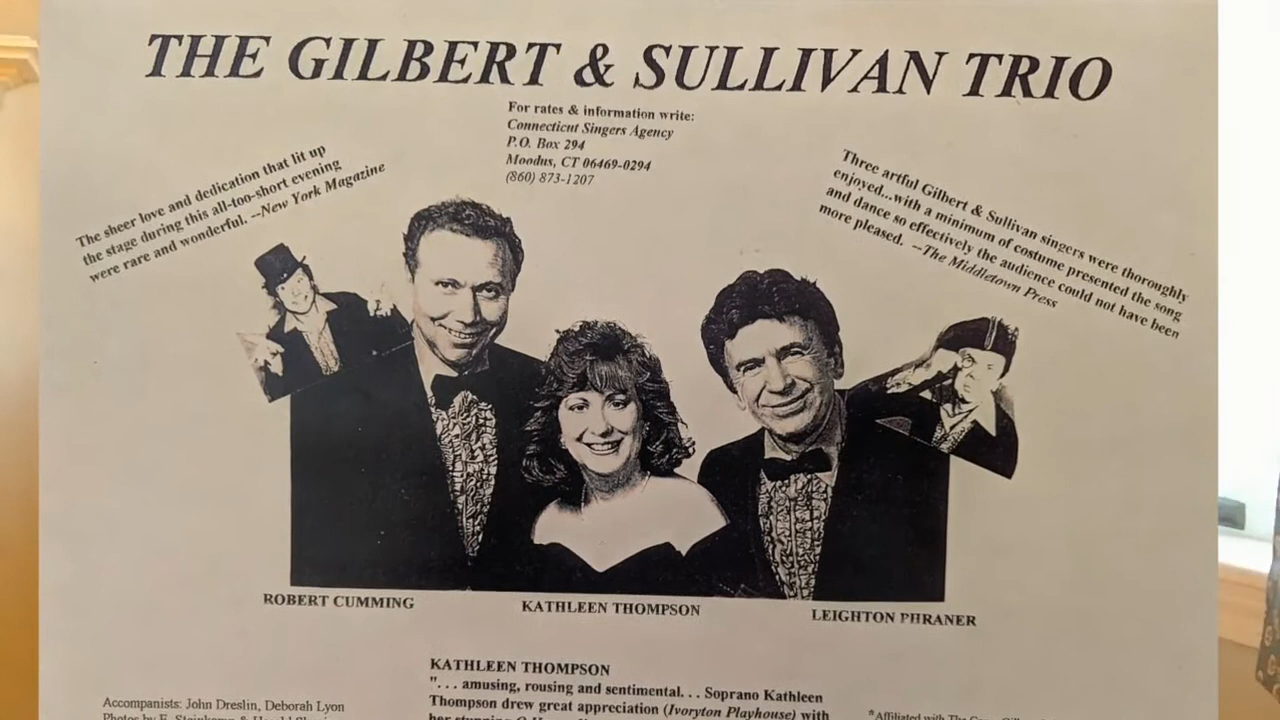 THE GILBERT & SULLIVAN TRIO
For rates & information write:
Connecticut Singers Agency
P.O. Box 294
Moodus, CT 06469-0294
(860) 873-1207
The sheer love and dedication that lit up
the stage during this all-too-short evening
were rare and wonderful. --New York Magazine
Three artful Gilbert & Sullivan singers were thoroughly
enjoyed...with a minimum of costume presented the song
and dance so effectively the audience could not have been
more pleased. --The Middletown Press
ROBERT CUMMING
KATHLEEN THOMPSON
LEIGHTON PHRANER
KATHLEEN THOMPSON
". . . amusing, rousing and sentimental. . . Soprano Kathleen
Thompson drew great appreciation (Ivoryton Playhouse) with
Accompanists: John Dreslin, Deborah Lyon